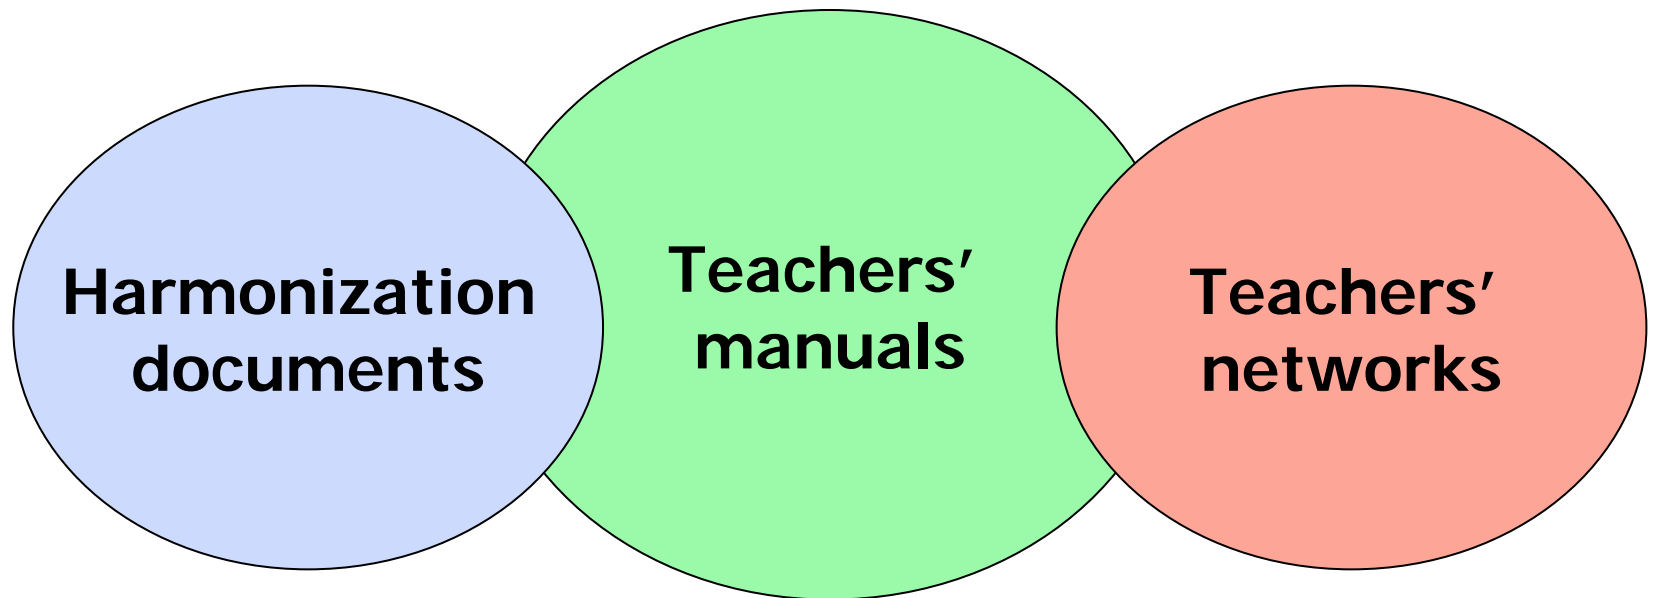 Harmonization
documents
Teachers’
manuals
Teachers’
networks